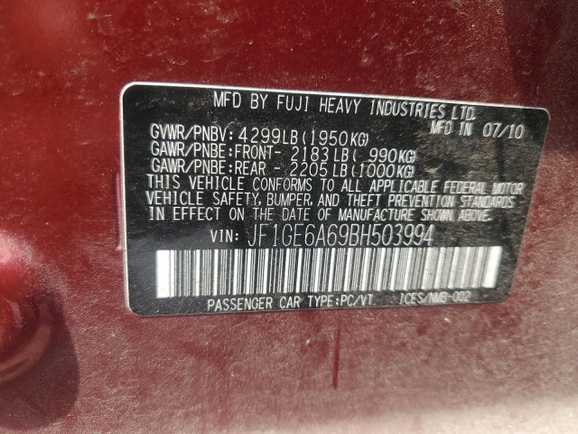 MFD BY FUJI HEAVY INDUSTRIES LTD.
MFD IN 07/10
GVWR/PNBV: 4299LB(1950KG)
GAWR/PNBE:FRONT- 2183LB( 990KG)
GAWR/PNBE:REAR - 2205LB(1000KG)
THIS VEHICLE CONFORMS TO ALL APPLICABLE FEDERAL MOTOR
VEHICLE SAFETY, BUMPER, AND THEFT PREVENTION STANDARDS
IN EFFECT ON THE DATE OF MANUFACTURE SHOWN ABOVE.
VIN: JF1GE6A69BH503994
PASSENGER CAR TYPE:PC/VT ICES/NMB-002